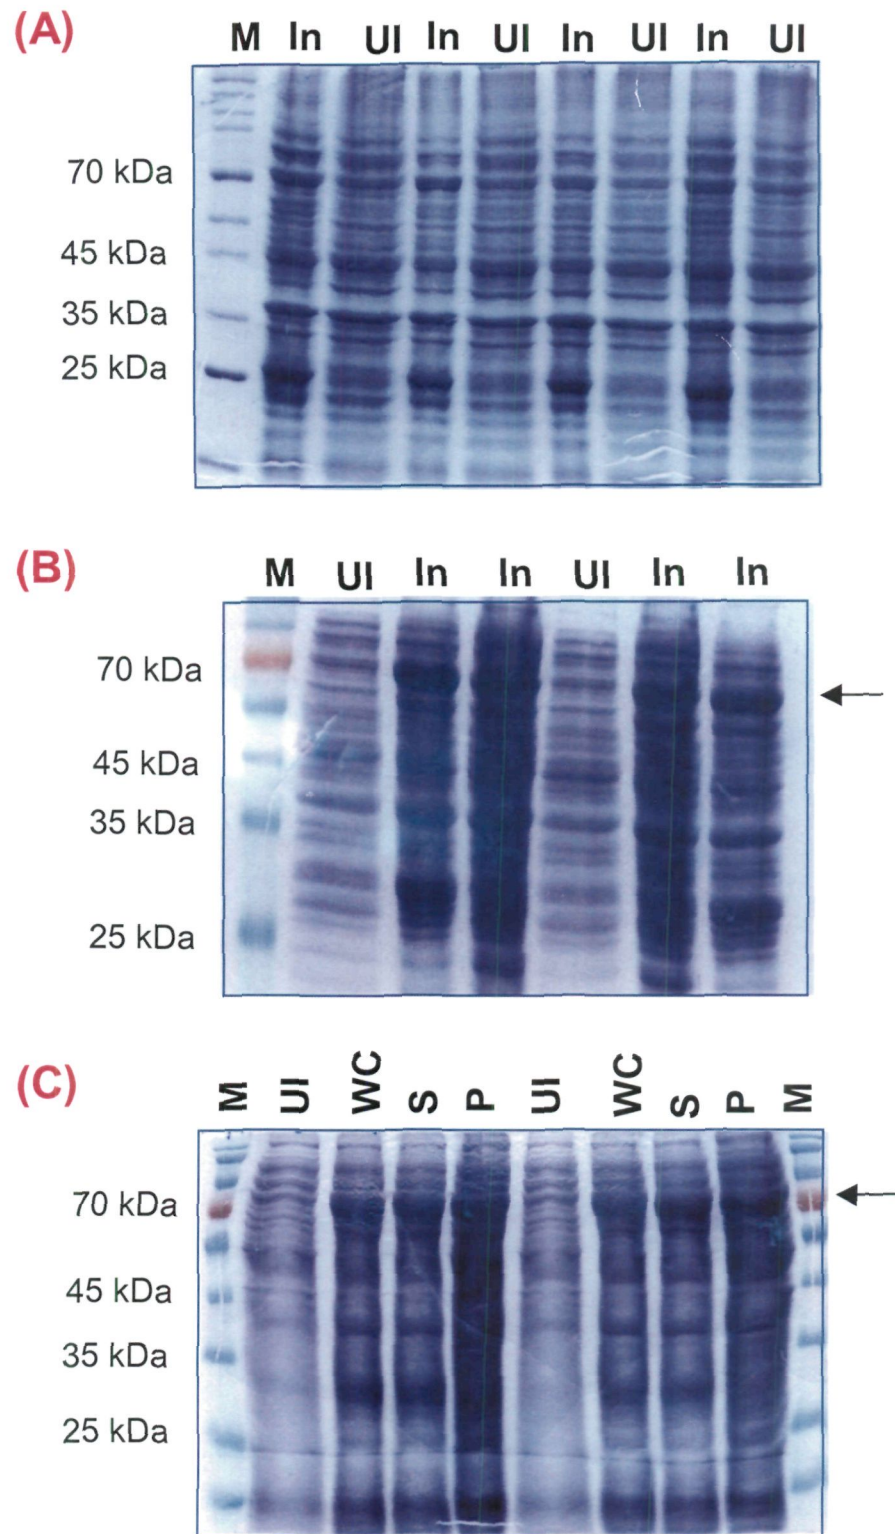 (A)
M In UI In UI In UI In UI
70 kDa
45 kDa
35 kDa
25 kDa
(B)
M UI In In UI In In
70 kDa
45 kDa
35 kDa
25 kDa
(C)
M UI WC S P UI WC S P M
70 kDa
45 kDa
35 kDa
25 kDa